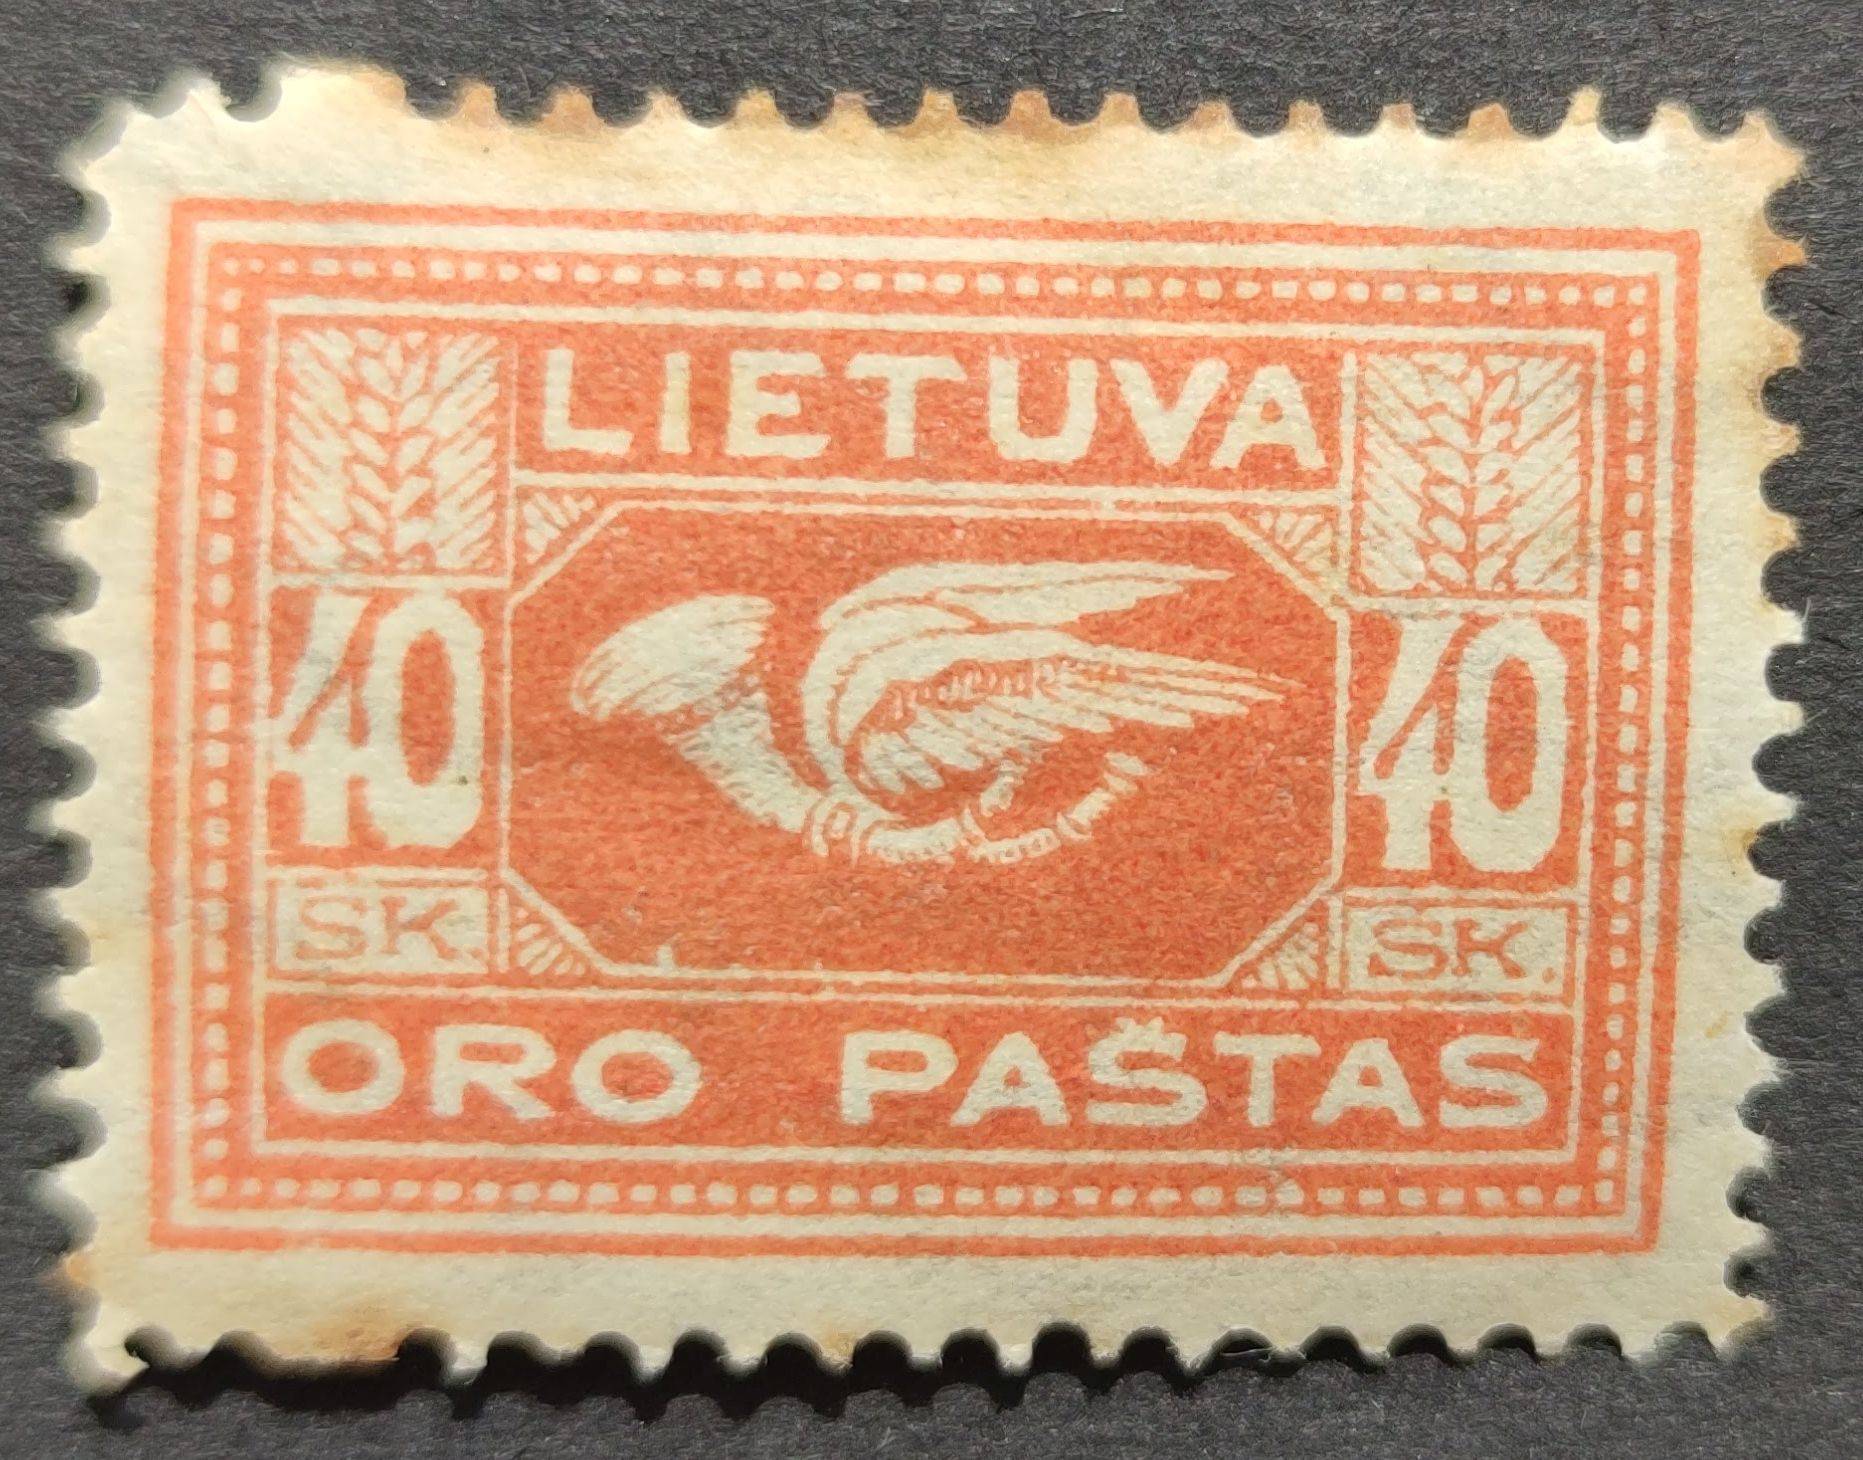 LIETUVA
40 40
SK. SK.
ORO PAŠTAS